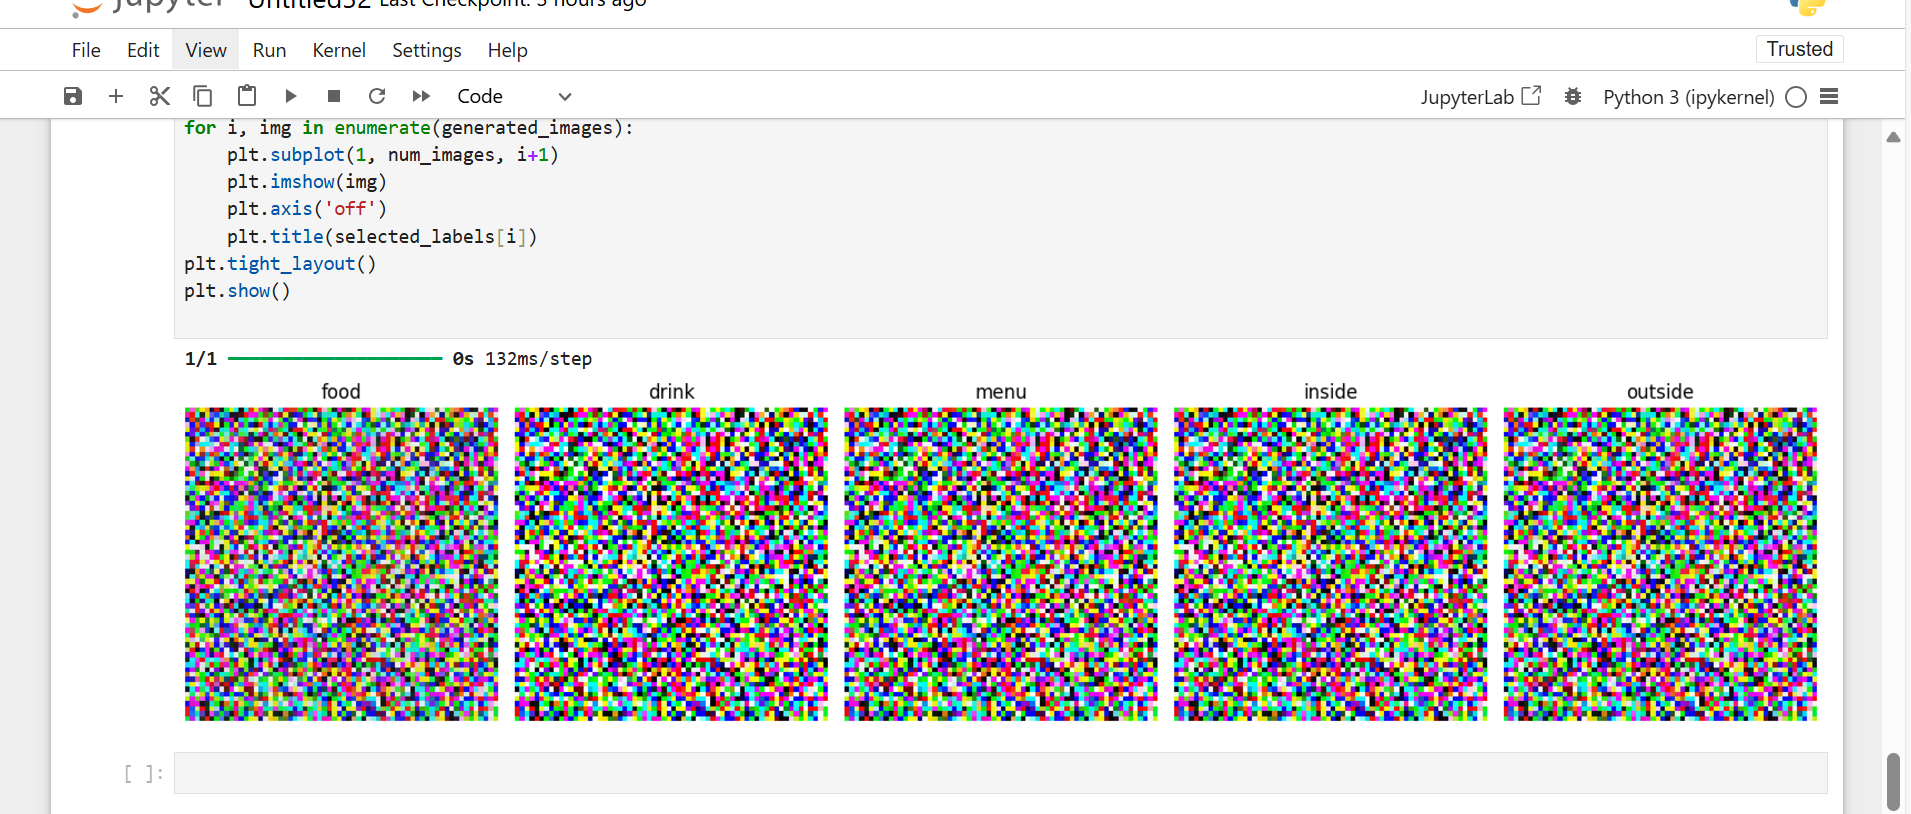 jupyter Untitled32 Last Checkpoint: 3 hours ago
File Edit View Run Kernel Settings Help
Trusted
Code
JupyterLab
Python 3 (ipykernel)
for i, img in enumerate(generated_images):
    plt.subplot(1, num_images, i+1)
    plt.imshow(img)
    plt.axis('off')
    plt.title(selected_labels[i])
plt.tight_layout()
plt.show()
1/1 0s 132ms/step
food drink menu inside outside
[ ]: